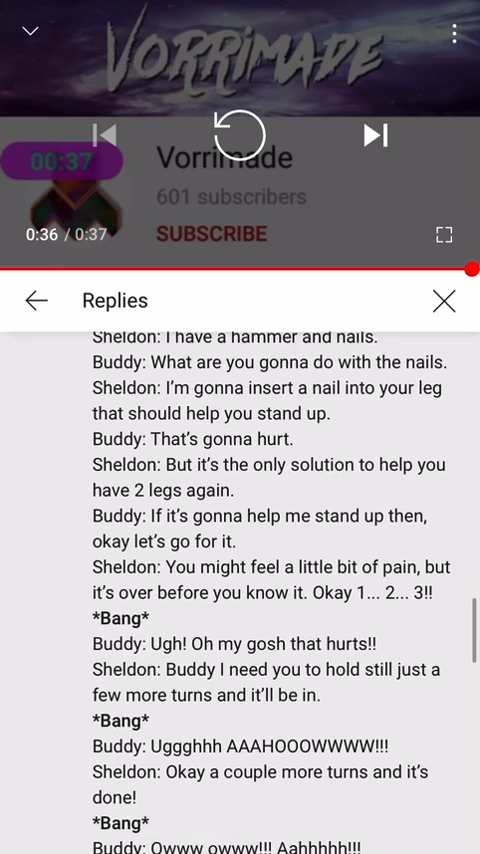 VORRIMADE
00:37
Vorrimade
601 subscribers
0:36 / 0:37
SUBSCRIBE
Replies
Sheldon: I have a hammer and nails.
Buddy: What are you gonna do with the nails.
Sheldon: I’m gonna insert a nail into your leg
that should help you stand up.
Buddy: That’s gonna hurt.
Sheldon: But it’s the only solution to help you
have 2 legs again.
Buddy: If it’s gonna help me stand up then,
okay let’s go for it.
Sheldon: You might feel a little bit of pain, but
it’s over before you know it. Okay 1... 2... 3!!
*Bang*
Buddy: Ugh! Oh my gosh that hurts!!
Sheldon: Buddy I need you to hold still just a
few more turns and it’ll be in.
*Bang*
Buddy: Uggghhh AAAHOOOWWWW!!!
Sheldon: Okay a couple more turns and it’s
done!
*Bang*
Buddy: Owww owww!!! Aahhhhh!!!